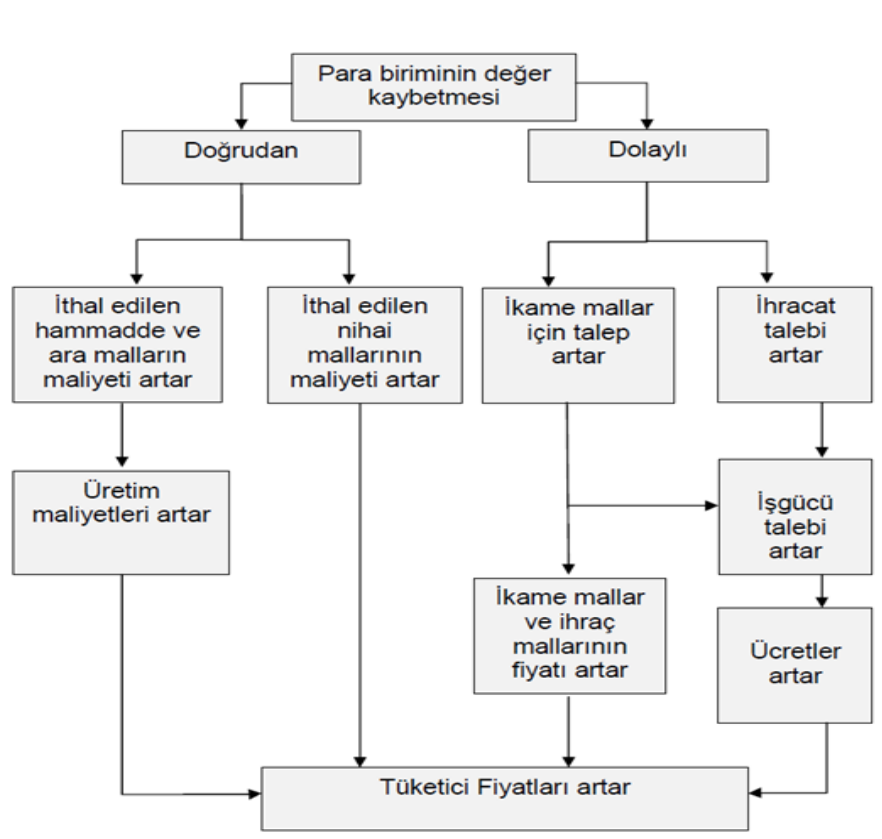 Para biriminin değer
kaybetmesi
Doğrudan
Dolaylı
İthal edilen
hammadde ve
ara malların
maliyeti artar
İthal edilen
nihai
mallarının
maliyeti artar
İkame mallar
için talep
artar
İhracat
talebi
artar
Üretim
maliyetleri artar
İşgücü
talebi
artar
İkame mallar
ve ihraç
mallarının
fiyatı artar
Ücretler
artar
Tüketici Fiyatları artar